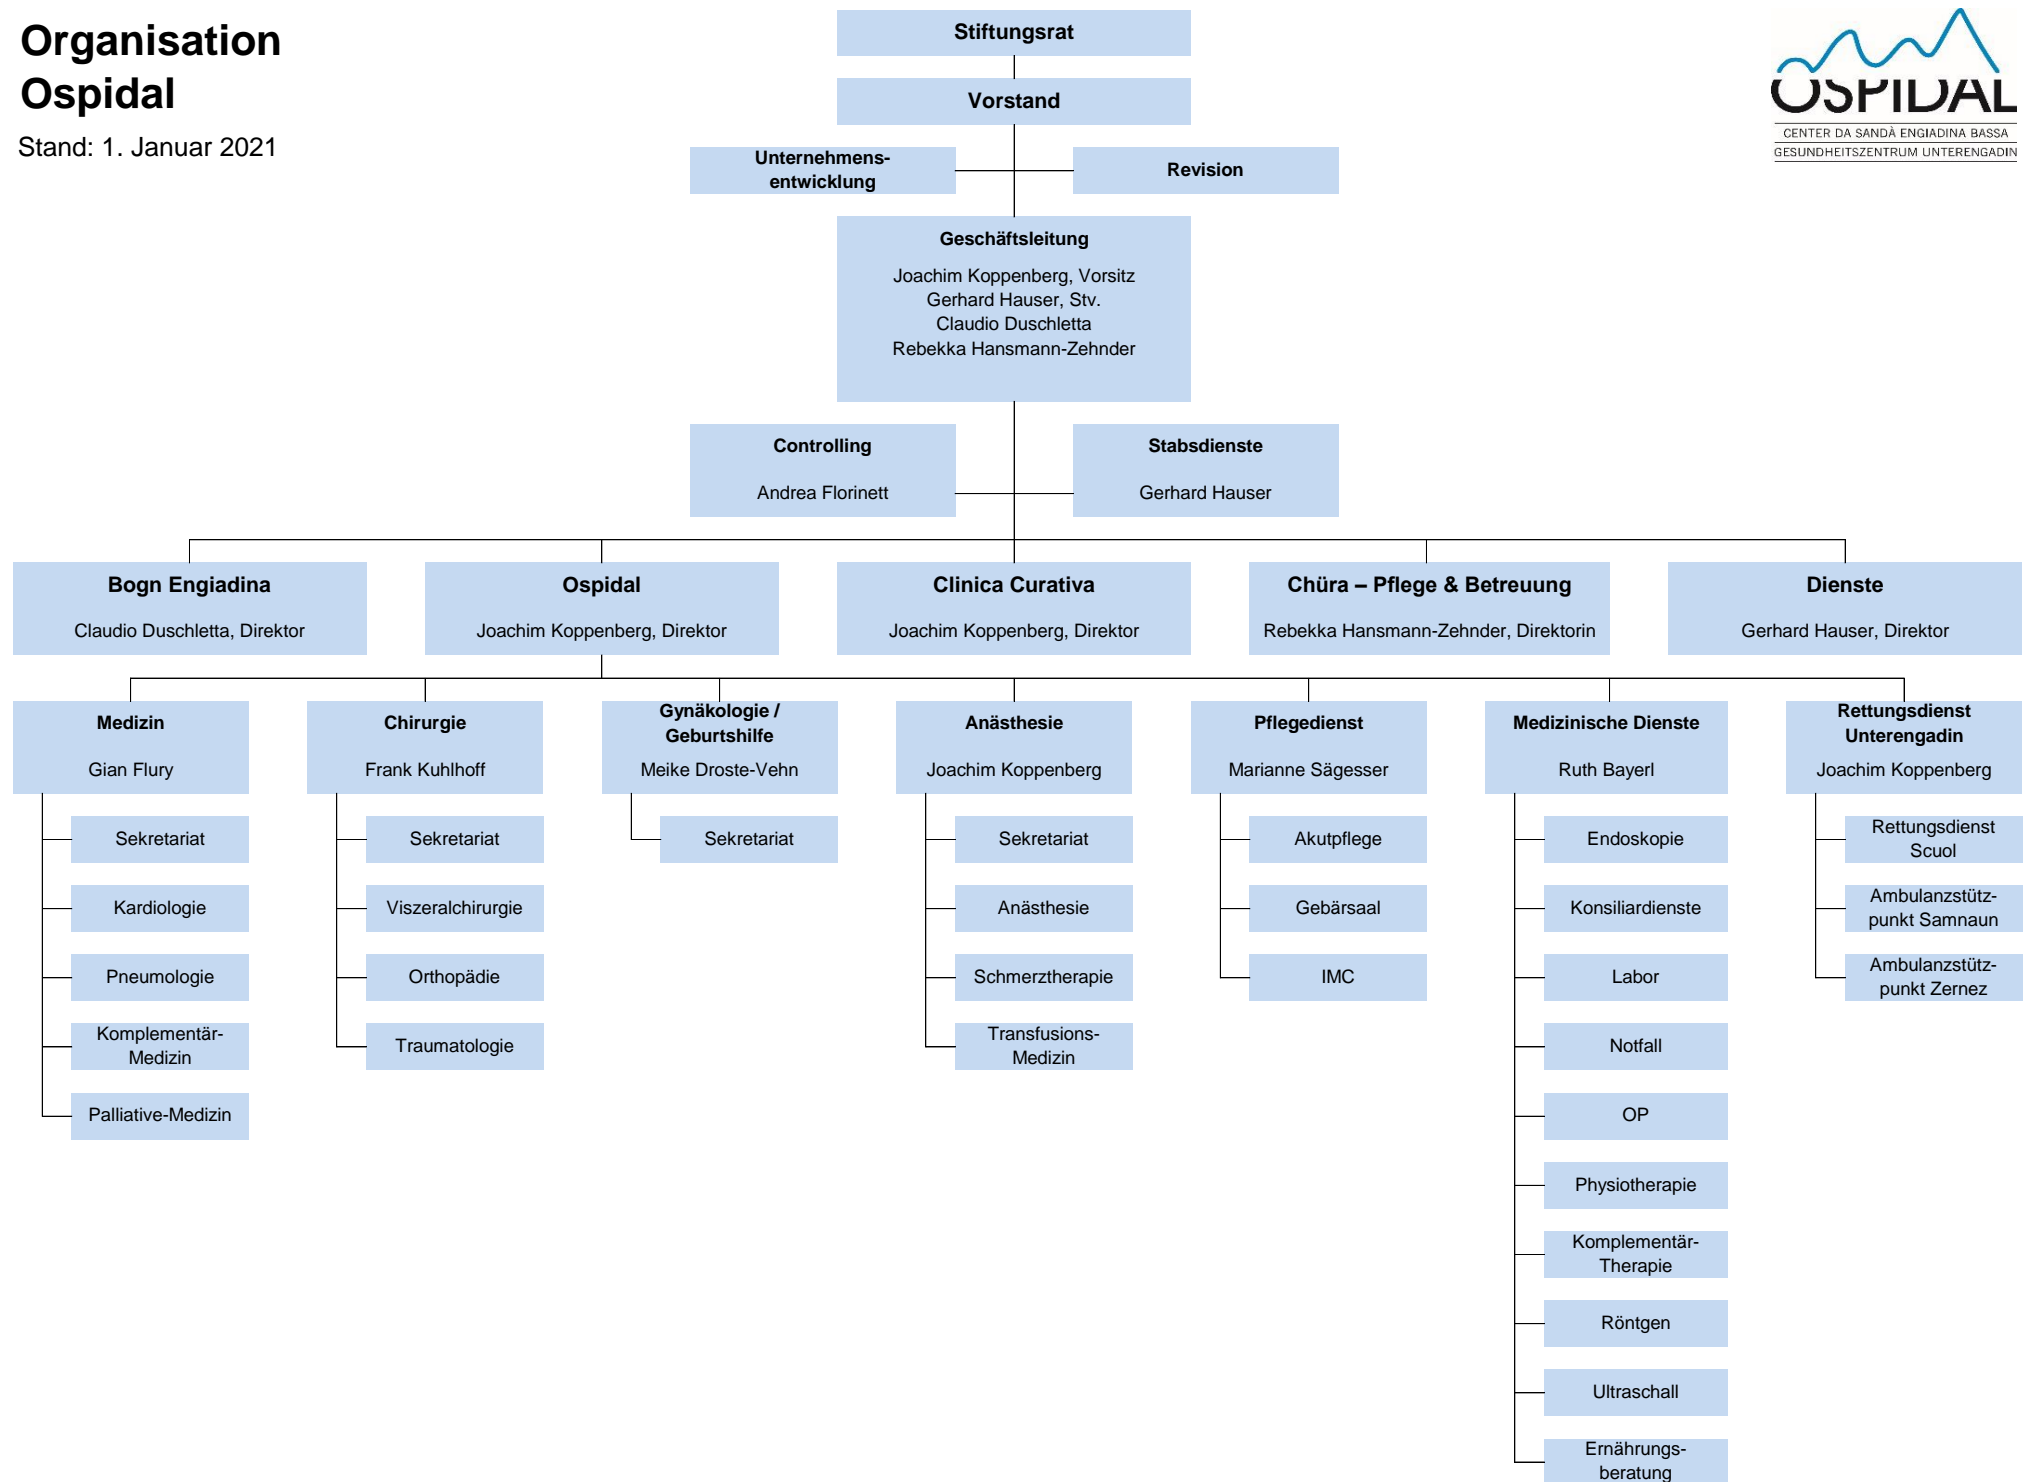 Organisation
Ospidal
Stand: 1. Januar 2021
OSPIDAL
CENTER DA SANDÀ ENGIADINA BASSA
GESUNDHEITSZENTRUM UNTERENGADIN
Stiftungsrat
Vorstand
Unternehmens-
entwicklung
Revision
Geschäftsleitung
Joachim Koppenberg, Vorsitz
Gerhard Hauser, Stv.
Claudio Duschletta
Rebekka Hansmann-Zehnder
Controlling
Andrea Florinett
Stabsdienste
Gerhard Hauser
Bogn Engiadina
Claudio Duschletta, Direktor
Ospidal
Joachim Koppenberg, Direktor
Clinica Curativa
Joachim Koppenberg, Direktor
Chüra – Pflege & Betreuung
Rebekka Hansmann-Zehnder, Direktorin
Dienste
Gerhard Hauser, Direktor
Medizin
Gian Flury
Sekretariat
Kardiologie
Pneumologie
Komplementär-
Medizin
Palliative-Medizin
Chirurgie
Frank Kuhlhoff
Sekretariat
Viszeralchirurgie
Orthopädie
Traumatologie
Gynäkologie /
Geburtshilfe
Meike Droste-Vehn
Sekretariat
Anästhesie
Joachim Koppenberg
Sekretariat
Anästhesie
Schmerztherapie
Transfusions-
Medizin
Pflegedienst
Marianne Sägesser
Akutpflege
Gebärsaal
IMC
Medizinische Dienste
Ruth Bayerl
Endoskopie
Konsiliardienste
Labor
Notfall
OP
Physiotherapie
Komplementär-
Therapie
Röntgen
Ultraschall
Ernährungs-
beratung
Rettungsdienst
Unterengadin
Joachim Koppenberg
Rettungsdienst
Scuol
Ambulanzstütz-
punkt Samnaun
Ambulanzstütz-
punkt Zernez